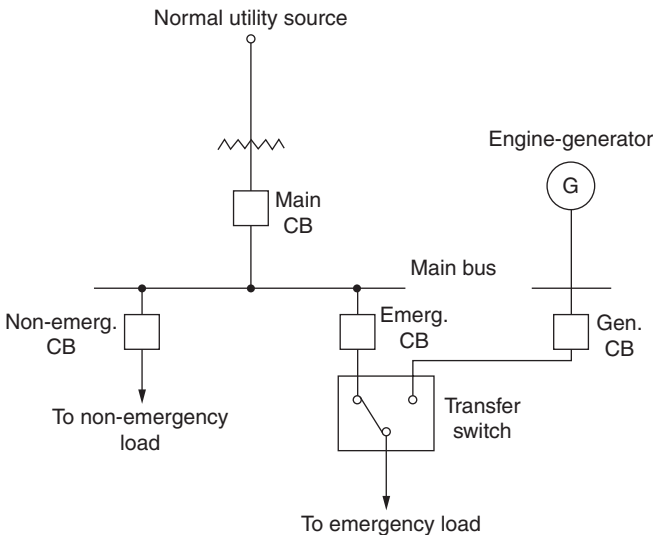 Normal utility source
Engine-generator
G
Main
CB
Main bus
Non-emerg.
CB
Emerg.
CB
Gen.
CB
To non-emergency
load
Transfer
switch
To emergency load